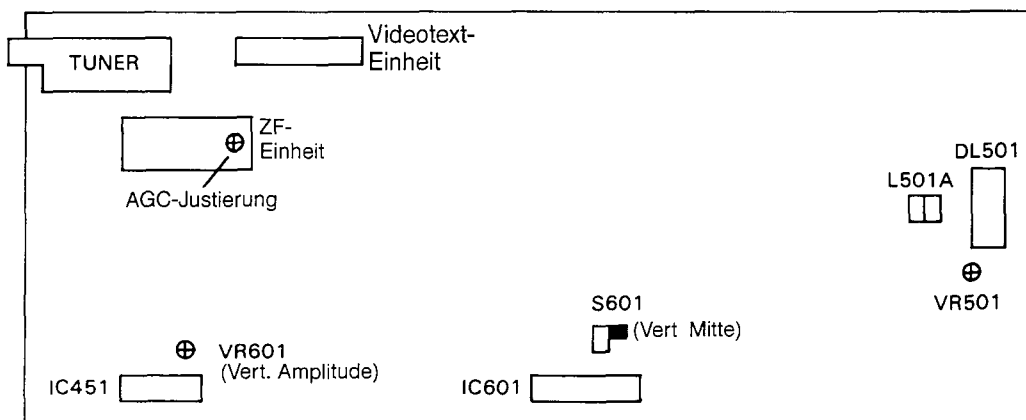 TUNER
Videotext-
Einheit
ZF-
Einheit
AGC-Justierung
DL501
L501A
VR501
S601
(Vert Mitte)
VR601
(Vert. Amplitude)
IC451
IC601